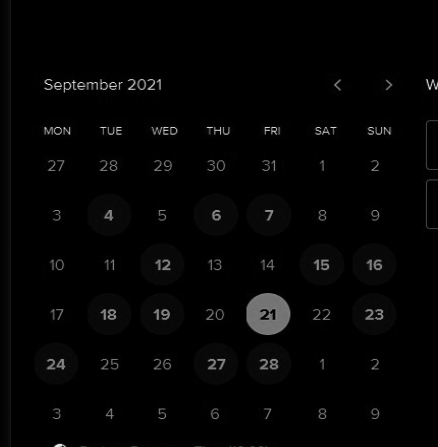 September 2021 < > W
MON TUE WED THU FRI SAT SUN
27 28 29 30 31 1 2
3 4 5 6 7 8 9
10 11 12 13 14 15 16
17 18 19 20 21 22 23
24 25 26 27 28 1 2
3 4 5 6 7 8 9